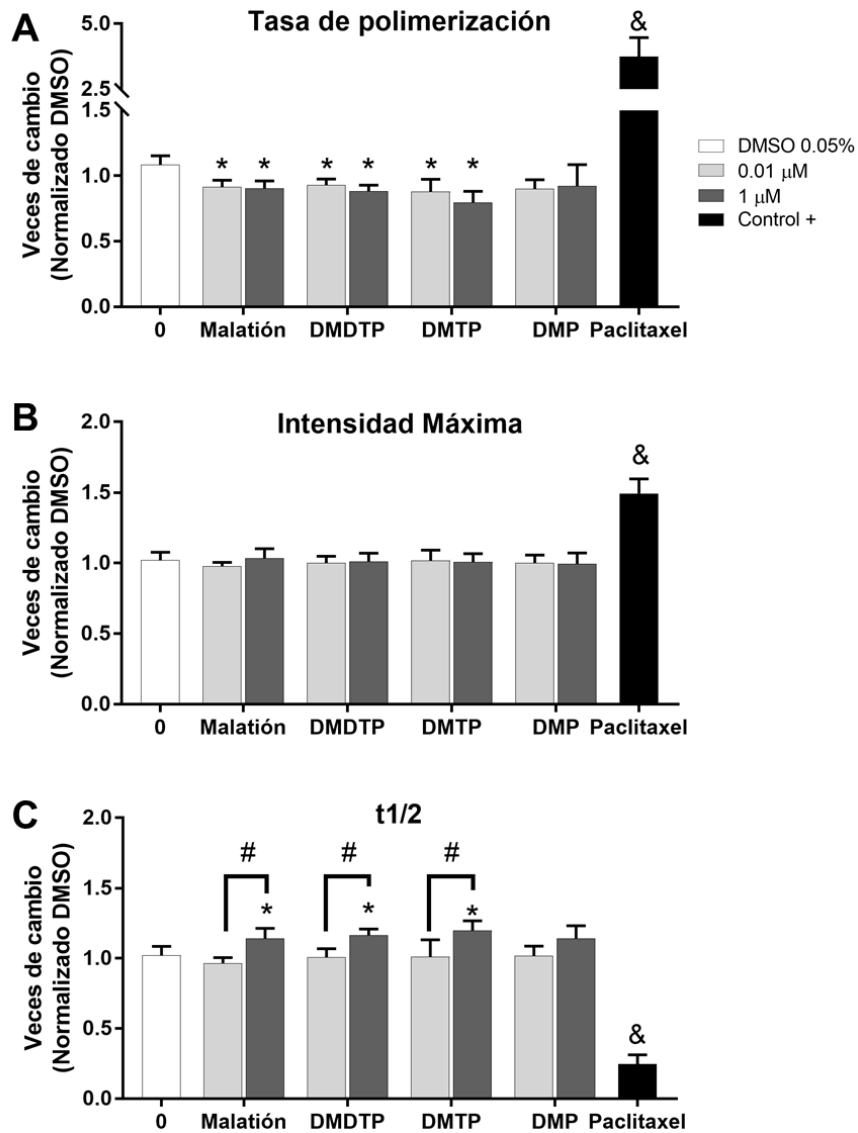 A
Tasa de polimerización
Veces de cambio
(Normalizado DMSO)
5.0
2.5
1.5
1.0
0.5
0.0
&
* * * * * *
0 Malatión DMDTP DMTP DMP Paclitaxel
DMSO 0.05%
0.01 μM
1 μM
Control +
B
Intensidad Máxima
Veces de cambio
(Normalizado DMSO)
2.0
1.5
1.0
0.5
0.0
&
0 Malatión DMDTP DMTP DMP Paclitaxel
C
t1/2
Veces de cambio
(Normalizado DMSO)
2.0
1.5
1.0
0.5
0.0
# # #
* * *
&
0 Malatión DMDTP DMTP DMP Paclitaxel